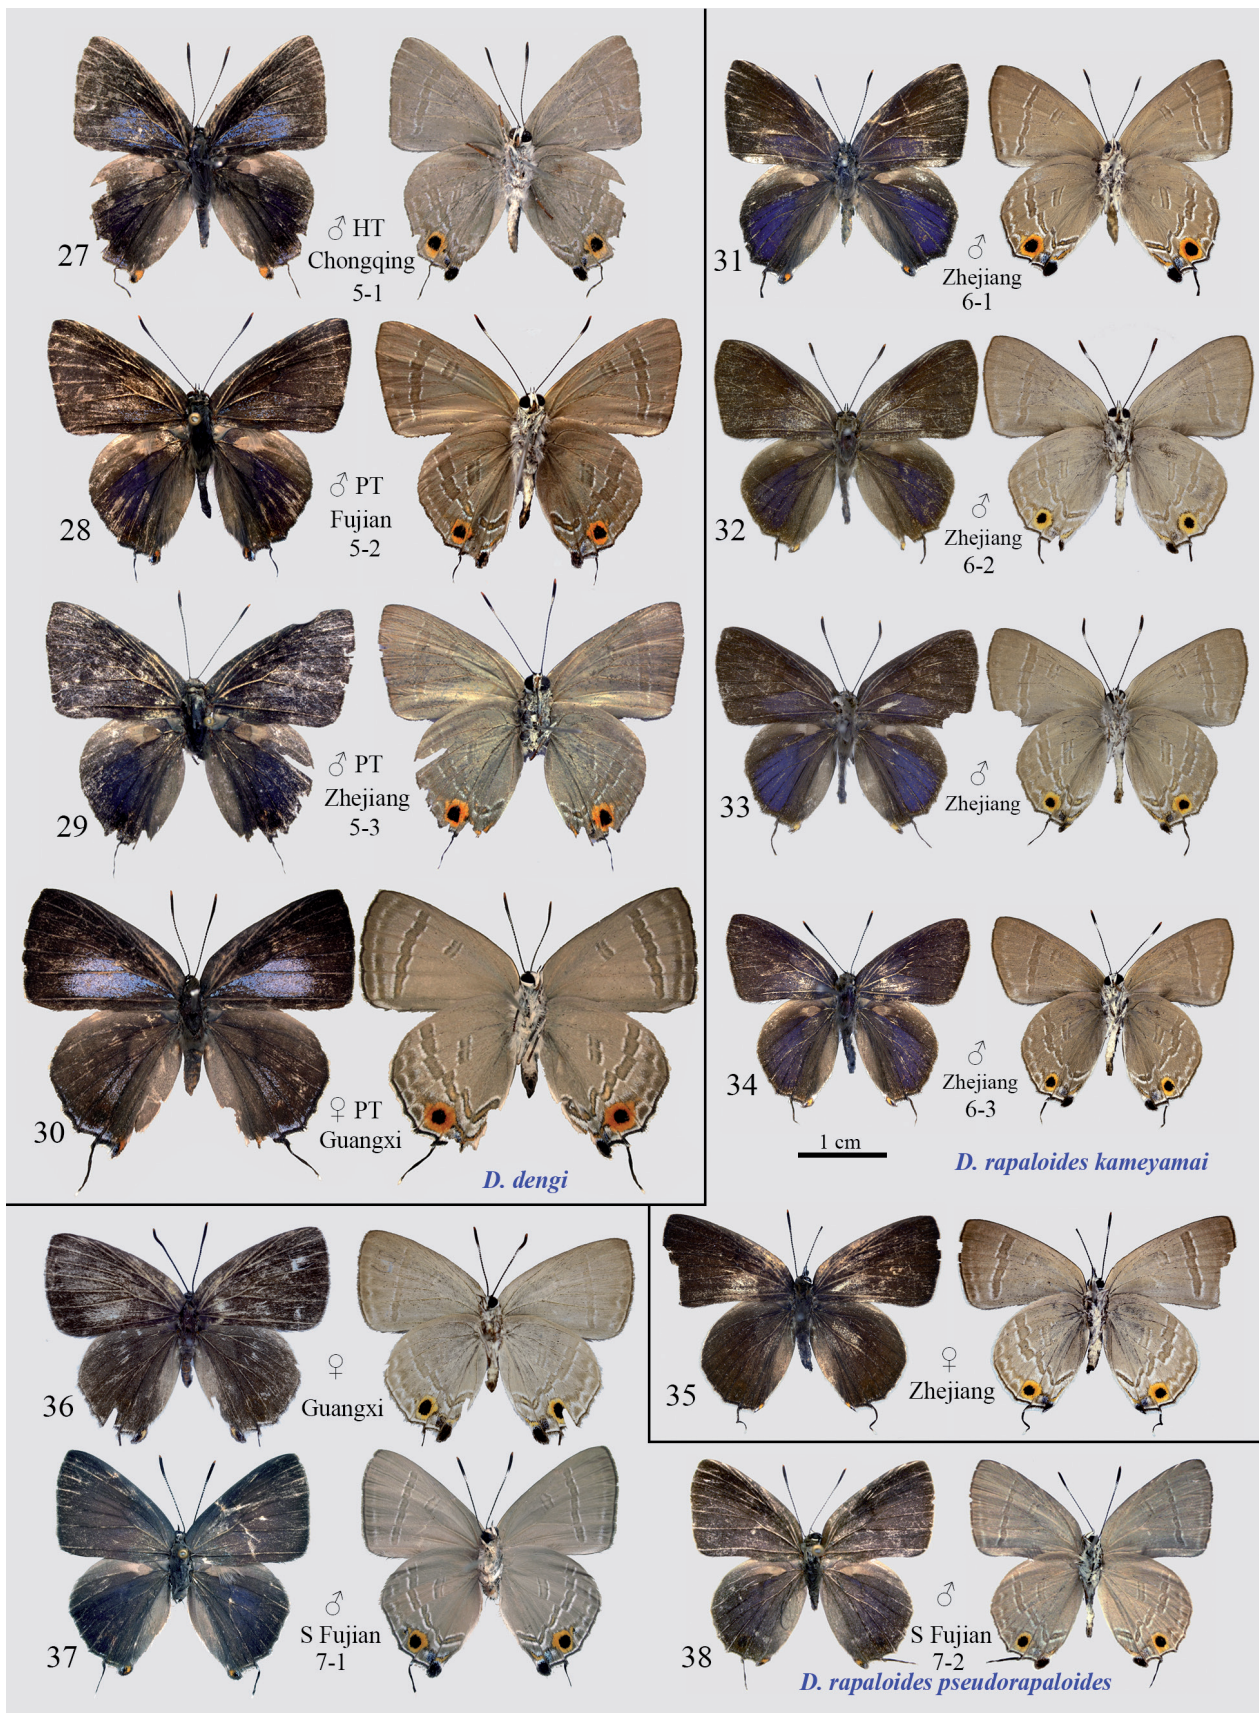 27
♂ HT
Chongqing
5-1
28
♂ PT
Fujian
5-2
29
♂ PT
Zhejiang
5-3
30
♀ PT
Guangxi
D. dengi
31
♂
Zhejiang
6-1
32
♂
Zhejiang
6-2
33
♂
Zhejiang
34
♂
Zhejiang
6-3
1 cm
D. rapaloides kameyamai
35
♀
Zhejiang
36
♀
Guangxi
37
♂
S Fujian
7-1
38
♂
S Fujian
7-2
D. rapaloides pseudorapaloides